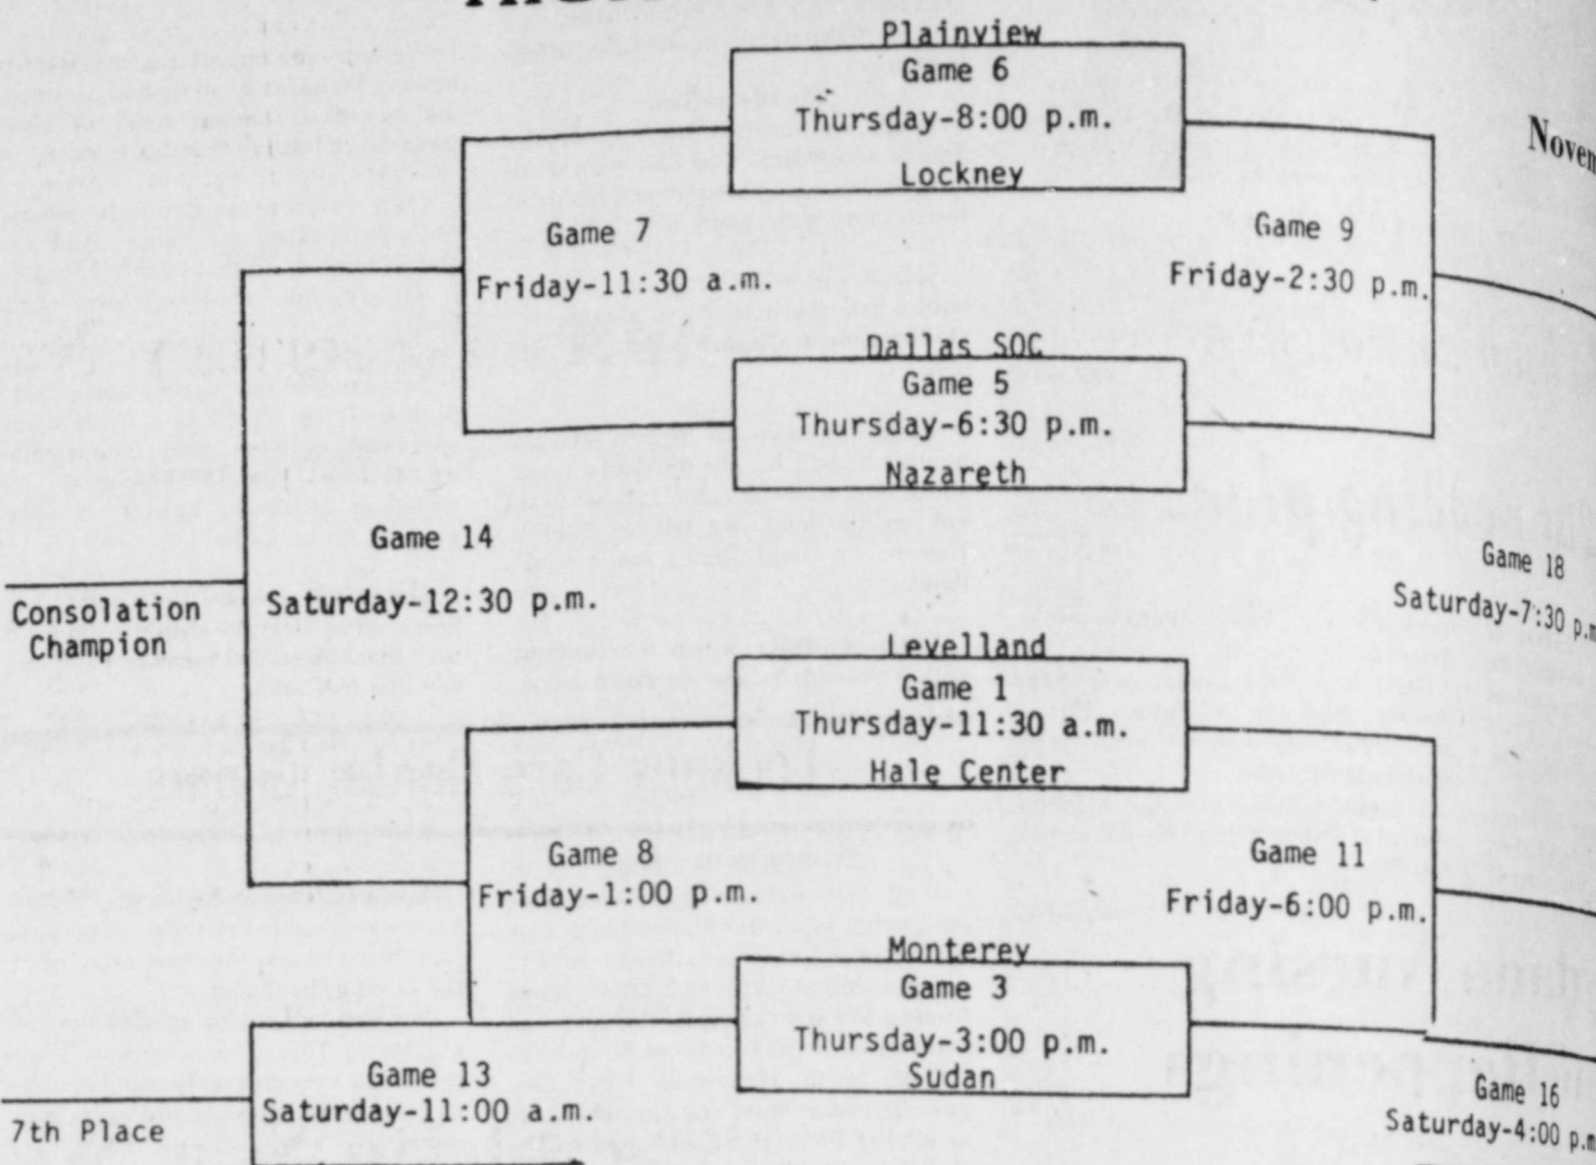 Plainview
Game 6
Thursday-8:00 p.m.
Lockney
Game 7
Friday-11:30 a.m.
Game 9
Friday-2:30 p.m.
Dallas SOC
Game 5
Thursday-6:30 p.m.
Nazareth
Game 14
Saturday-12:30 p.m.
Consolation
Champion
Game 18
Saturday-7:30 p.m
Levelland
Game 1
Thursday-11:30 a.m.
Hale Center
Game 8
Friday-1:00 p.m.
Game 11
Friday-6:00 p.m.
Monterey
Game 3
Thursday-3:00 p.m.
Sudan
Game 13
Saturday-11:00 a.m.
7th Place
Game 16
Saturday-4:00 p.m